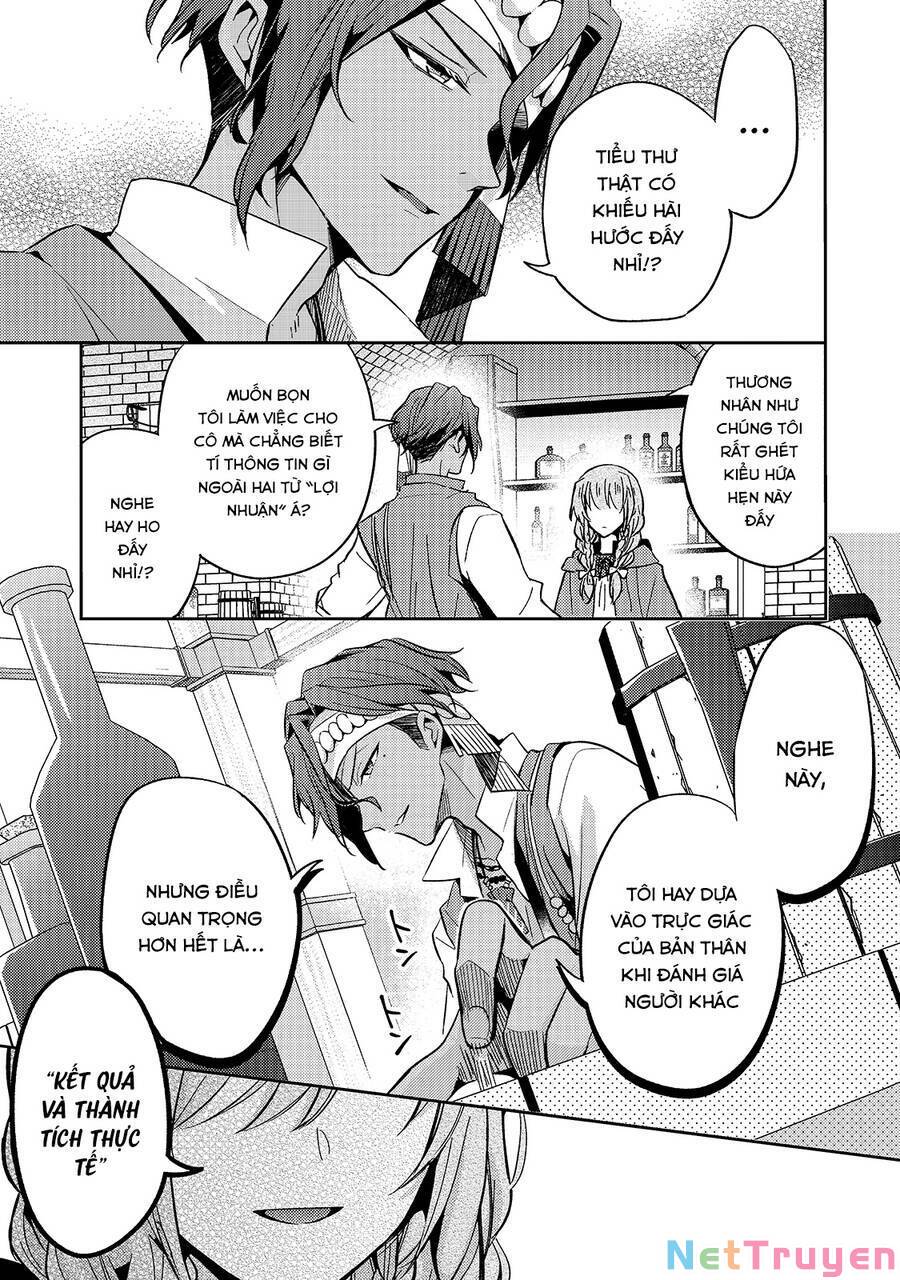 ...
TIỂU THƯ
THẬT CÓ
KHIẾU HÀI
HƯỚC ĐẤY
NHỈ!?
THƯƠNG
NHÂN NHƯ
CHÚNG TÔI
RẤT GHÉT
KIỂU HỨA
HẸN NÀY
ĐẤY
MUỐN BỌN
TÔI LÀM VIỆC CHO
CÔ MÀ CHẲNG BIẾT
TÍ THÔNG TIN GÌ
NGOÀI HAI TỪ "LỢI
NHUẬN" Á?
NGHE
HAY HO
ĐẤY
NHỈ!?
NGHE
NÀY,
TÔI HAY DỰA
VÀO TRỰC GIÁC
CỦA BẢN THÂN
KHI ĐÁNH GIÁ
NGƯỜI KHÁC
トントン
NHƯNG ĐIỀU
QUAN TRỌNG
HƠN HẾT LÀ...
"KẾT QUẢ
VÀ THÀNH
TÍCH THỰC
TẾ"
NetTruyen